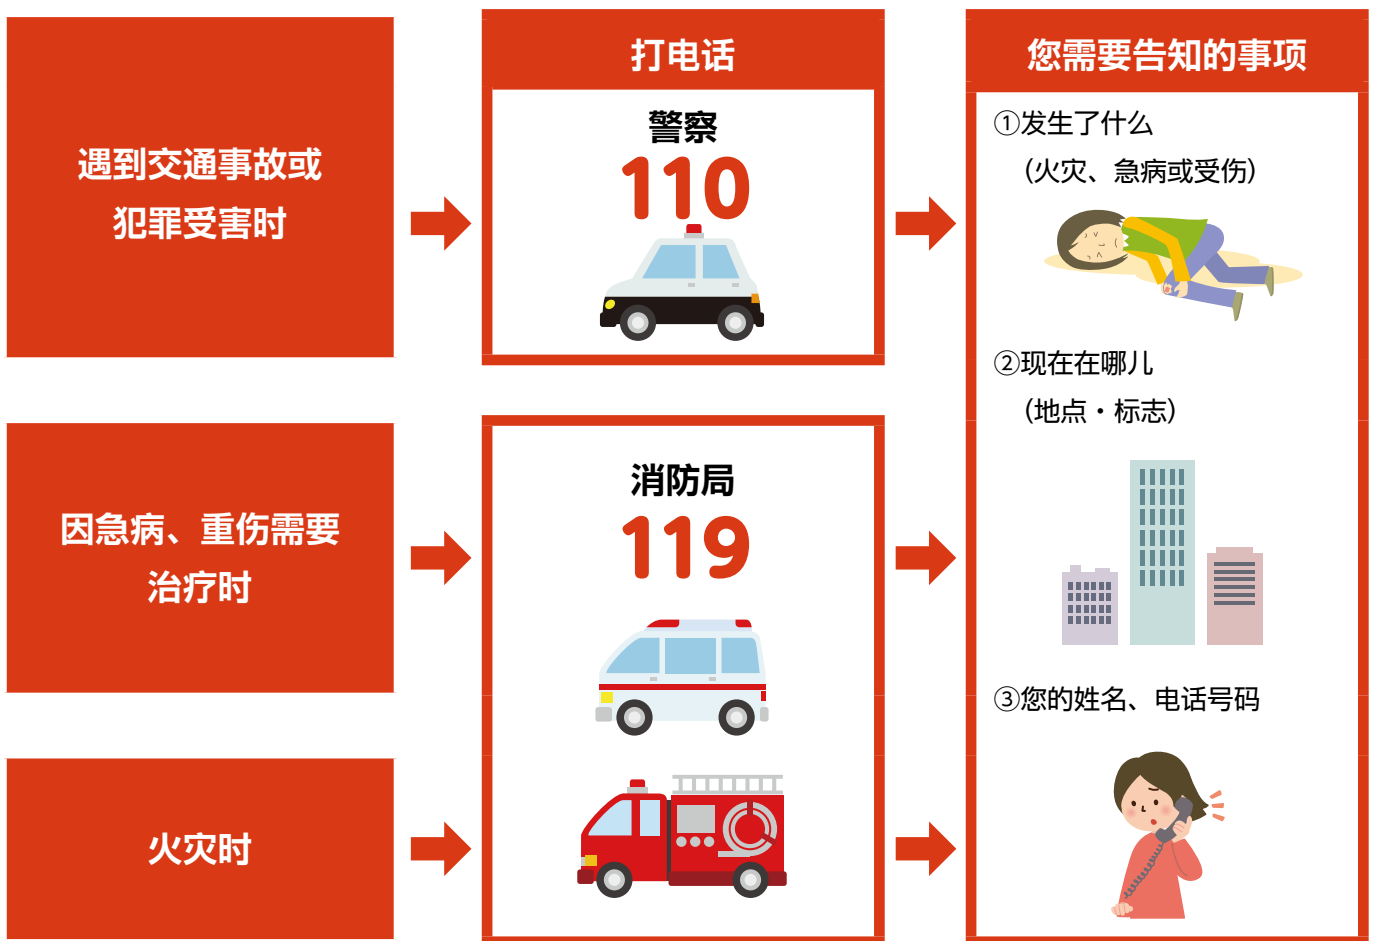 遇到交通事故或
犯罪受害时
打电话
警察
110
您需要告知的事项
①发生了什么
（火灾、急病或受伤）
②现在在哪儿
（地点・标志）
③您的姓名、电话号码
因急病、重伤需要
治疗时
消防局
119
火灾时